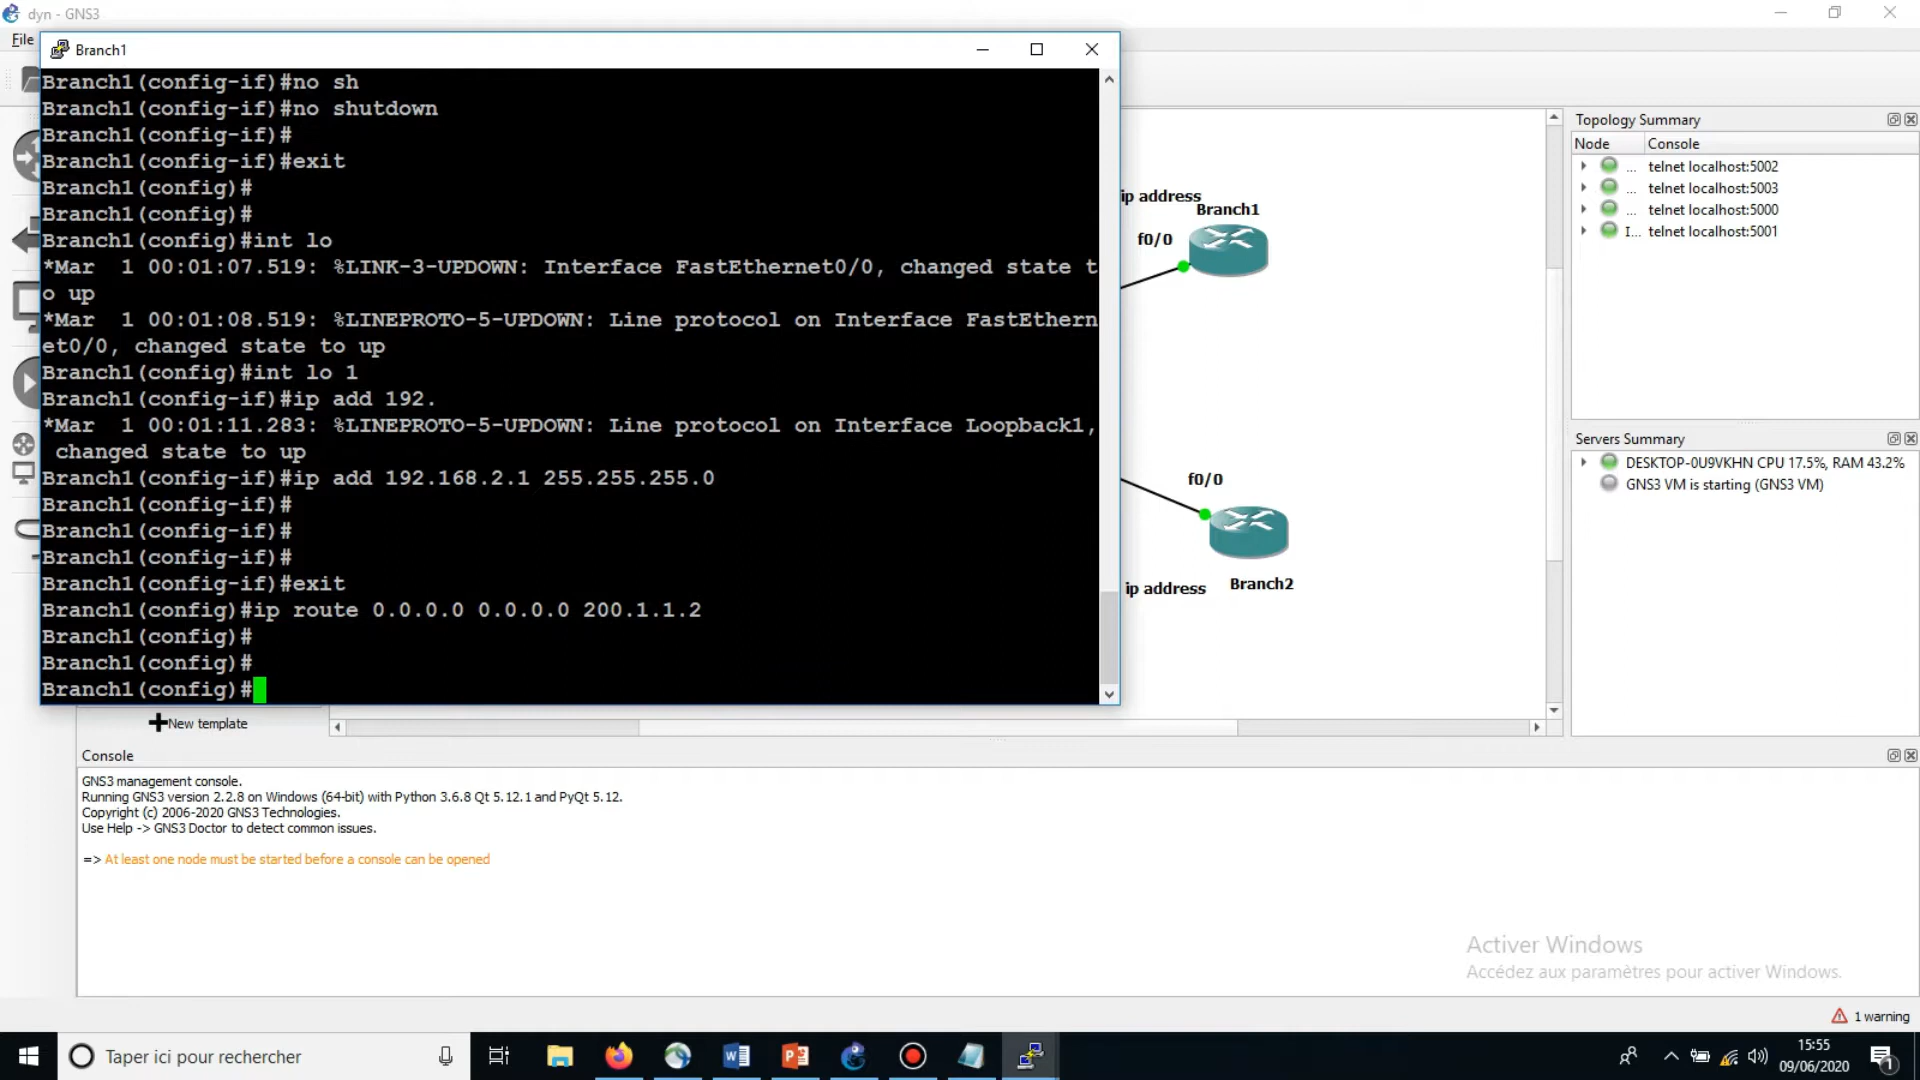 dyn - GNS3
File
Branch1
Branch1(config-if)#no sh
Branch1(config-if)#no shutdown
Branch1(config-if)#
Branch1(config-if)#exit
Branch1(config)#
Branch1(config)#
Branch1(config)#int lo
*Mar  1 00:01:07.519: %LINK-3-UPDOWN: Interface FastEthernet0/0, changed state t
o up
*Mar  1 00:01:08.519: %LINEPROTO-5-UPDOWN: Line protocol on Interface FastEthern
et0/0, changed state to up
Branch1(config)#int lo 1
Branch1(config-if)#ip add 192.
*Mar  1 00:01:11.283: %LINEPROTO-5-UPDOWN: Line protocol on Interface Loopback1,
changed state to up
Branch1(config-if)#ip add 192.168.2.1 255.255.255.0
Branch1(config-if)#
Branch1(config-if)#
Branch1(config-if)#
Branch1(config-if)#exit
Branch1(config)#ip route 0.0.0.0 0.0.0.0 200.1.1.2
Branch1(config)#
Branch1(config)#
Branch1(config)#
ip address
Branch1
f0/0
f0/0
ip address
Branch2
Topology Summary
Node Console
... telnet localhost:5002
... telnet localhost:5003
... telnet localhost:5000
I... telnet localhost:5001
Servers Summary
DESKTOP-0U9VKHN CPU 17.5%, RAM 43.2%
GNS3 VM is starting (GNS3 VM)
New template
Console
GNS3 management console.
Running GNS3 version 2.2.8 on Windows (64-bit) with Python 3.6.8 Qt 5.12.1 and PyQt 5.12.
Copyright (c) 2006-2020 GNS3 Technologies.
Use Help -> GNS3 Doctor to detect common issues.
=> At least one node must be started before a console can be opened
Activer Windows
Accédez aux paramètres pour activer Windows.
1 warning
Taper ici pour rechercher
15:55
09/06/2020
1